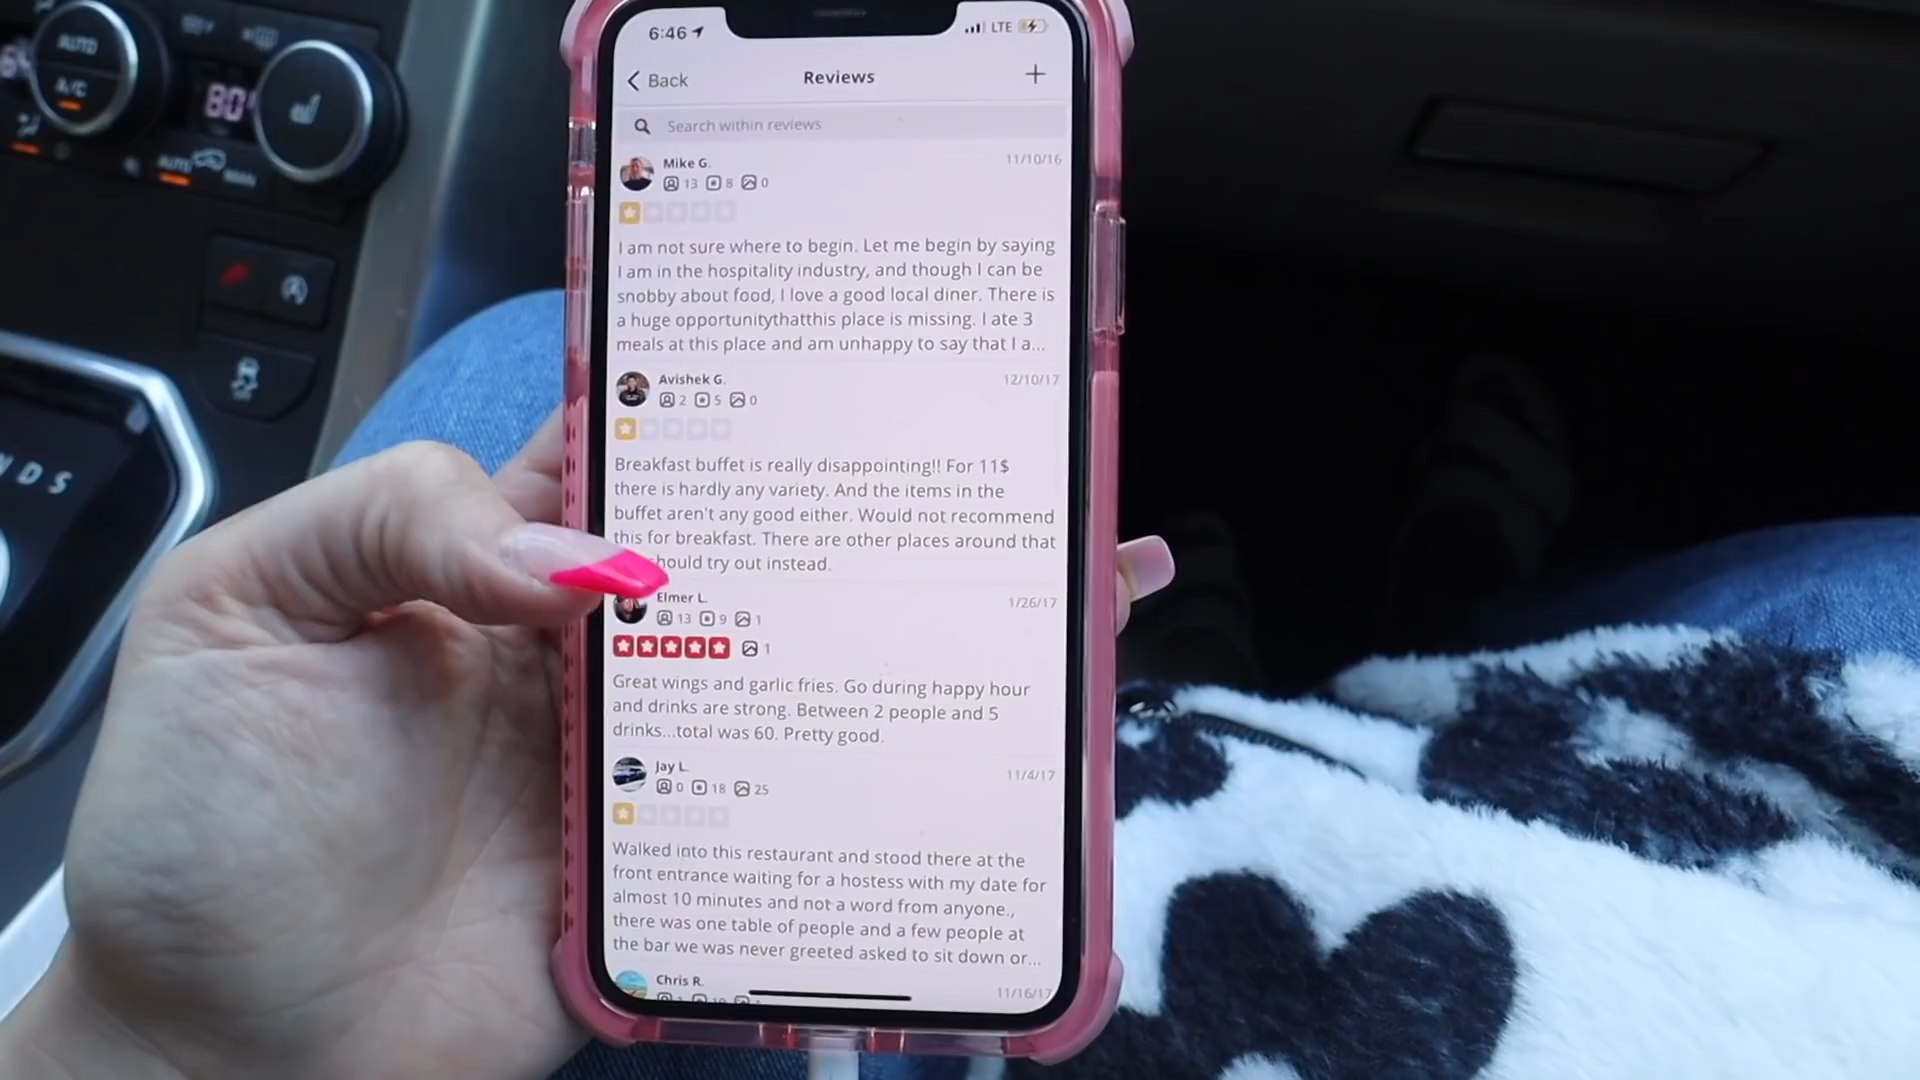 6:46
LTE
Back
Reviews
Search within reviews
Mike G.
11/10/16
13 8 0
I am not sure where to begin. Let me begin by saying
I am in the hospitality industry, and though I can be
snobby about food, I love a good local diner. There is
a huge opportunitythatthis place is missing. I ate 3
meals at this place and am unhappy to say that I a...
Avishek G.
12/10/17
2 5 0
Breakfast buffet is really disappointing!! For 11$
there is hardly any variety. And the items in the
buffet aren't any good either. Would not recommend
this for breakfast. There are other places around that
hould try out instead.
Elmer L.
1/26/17
13 9 1
1
Great wings and garlic fries. Go during happy hour
and drinks are strong. Between 2 people and 5
drinks...total was 60. Pretty good.
Jay L.
11/4/17
0 18 25
Walked into this restaurant and stood there at the
front entrance waiting for a hostess with my date for
almost 10 minutes and not a word from anyone.,
there was one table of people and a few people at
the bar we was never greeted asked to sit down or...
Chris R.
11/16/17
AUTO
A/C
80
AUTO
N D S